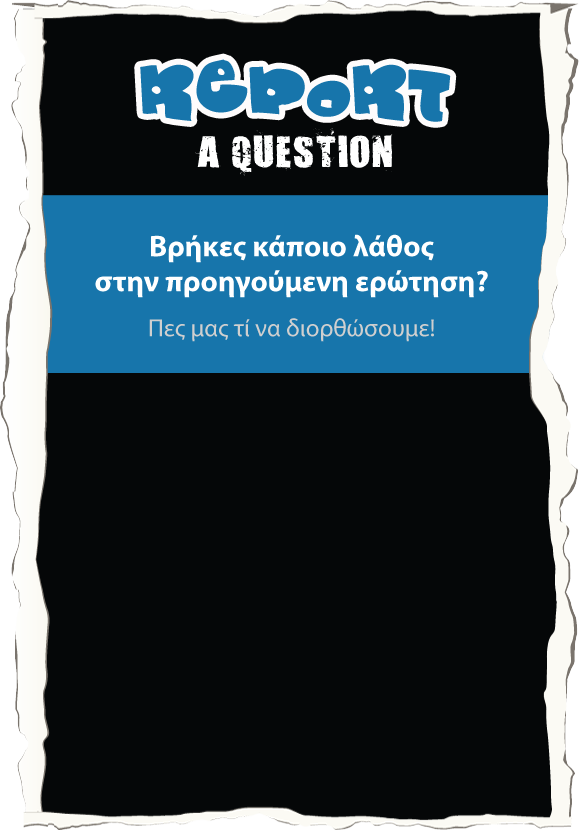 RePoRT
A QUESTION
Βρήκες κάποιο λάθος
στην προηγούμενη ερώτηση?
Πες μας τί να διορθώσουμε!